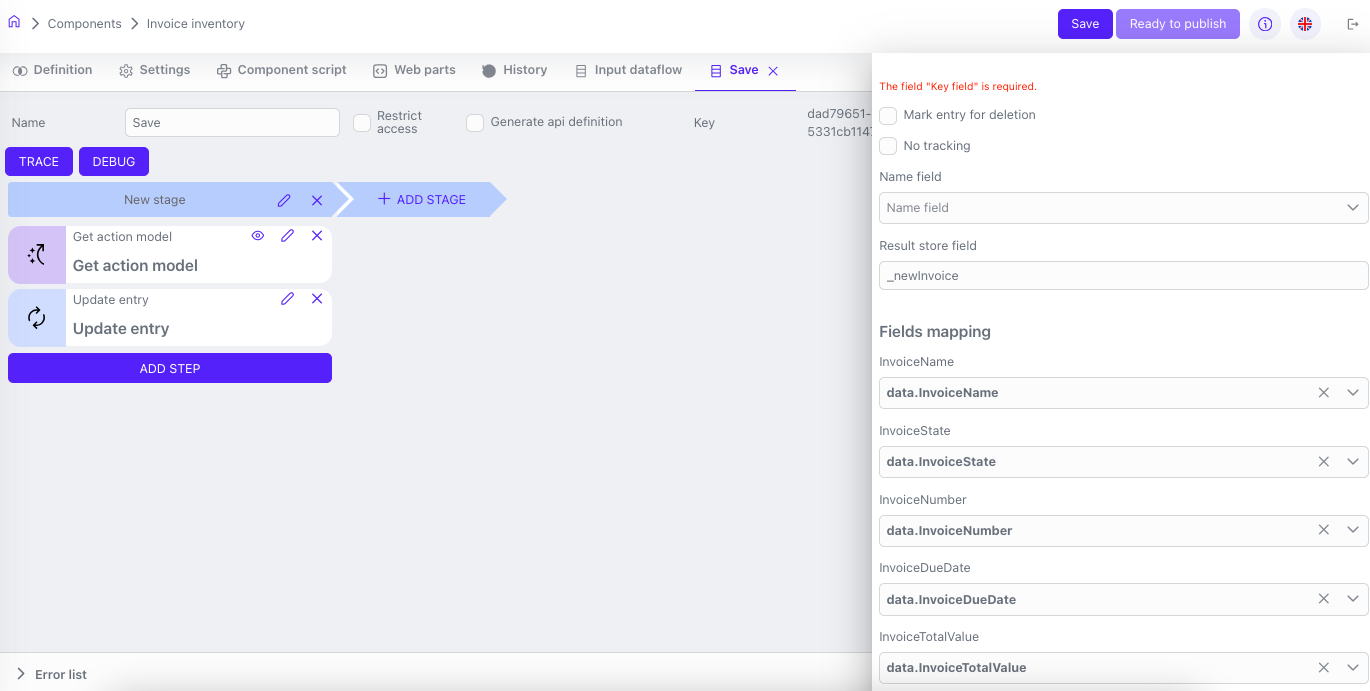 Components
Invoice inventory
Save
Ready to publish
Definition
Settings
Component script
Web parts
History
Input dataflow
Save
Name
Save
Restrict
access
Generate api definition
Key
dad79651-
5331cb1147
TRACE
DEBUG
New stage
ADD STAGE
Get action model
Get action model
Update entry
Update entry
ADD STEP
Error list
The field "Key field" is required.
Mark entry for deletion
No tracking
Name field
Name field
Result store field
_newInvoice
Fields mapping
InvoiceName
data.InvoiceName
InvoiceState
data.InvoiceState
InvoiceNumber
data.InvoiceNumber
InvoiceDueDate
data.InvoiceDueDate
InvoiceTotalValue
data.InvoiceTotalValue